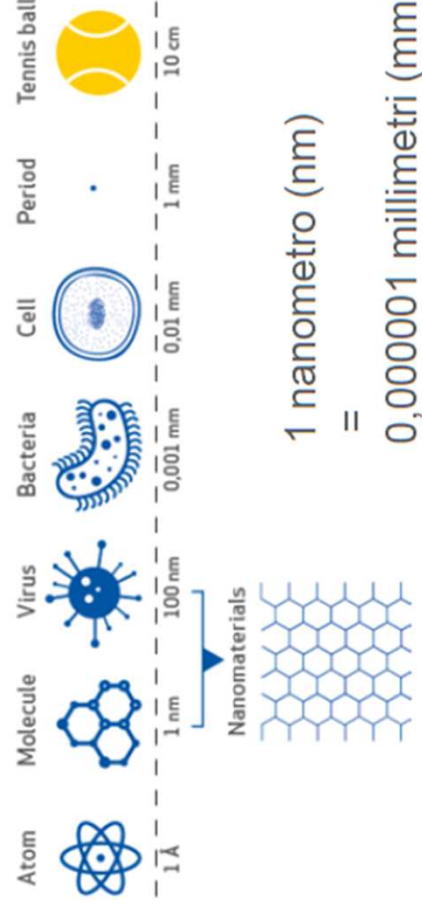 Atom Molecule Virus Bacteria Cell Period Tennis ball
1 Å 1 nm 100 nm 0,001 mm 0,01 mm 1 mm 10 cm
Nanomaterials
1 nanometro (nm)
=
0,000001 millimetri (mm